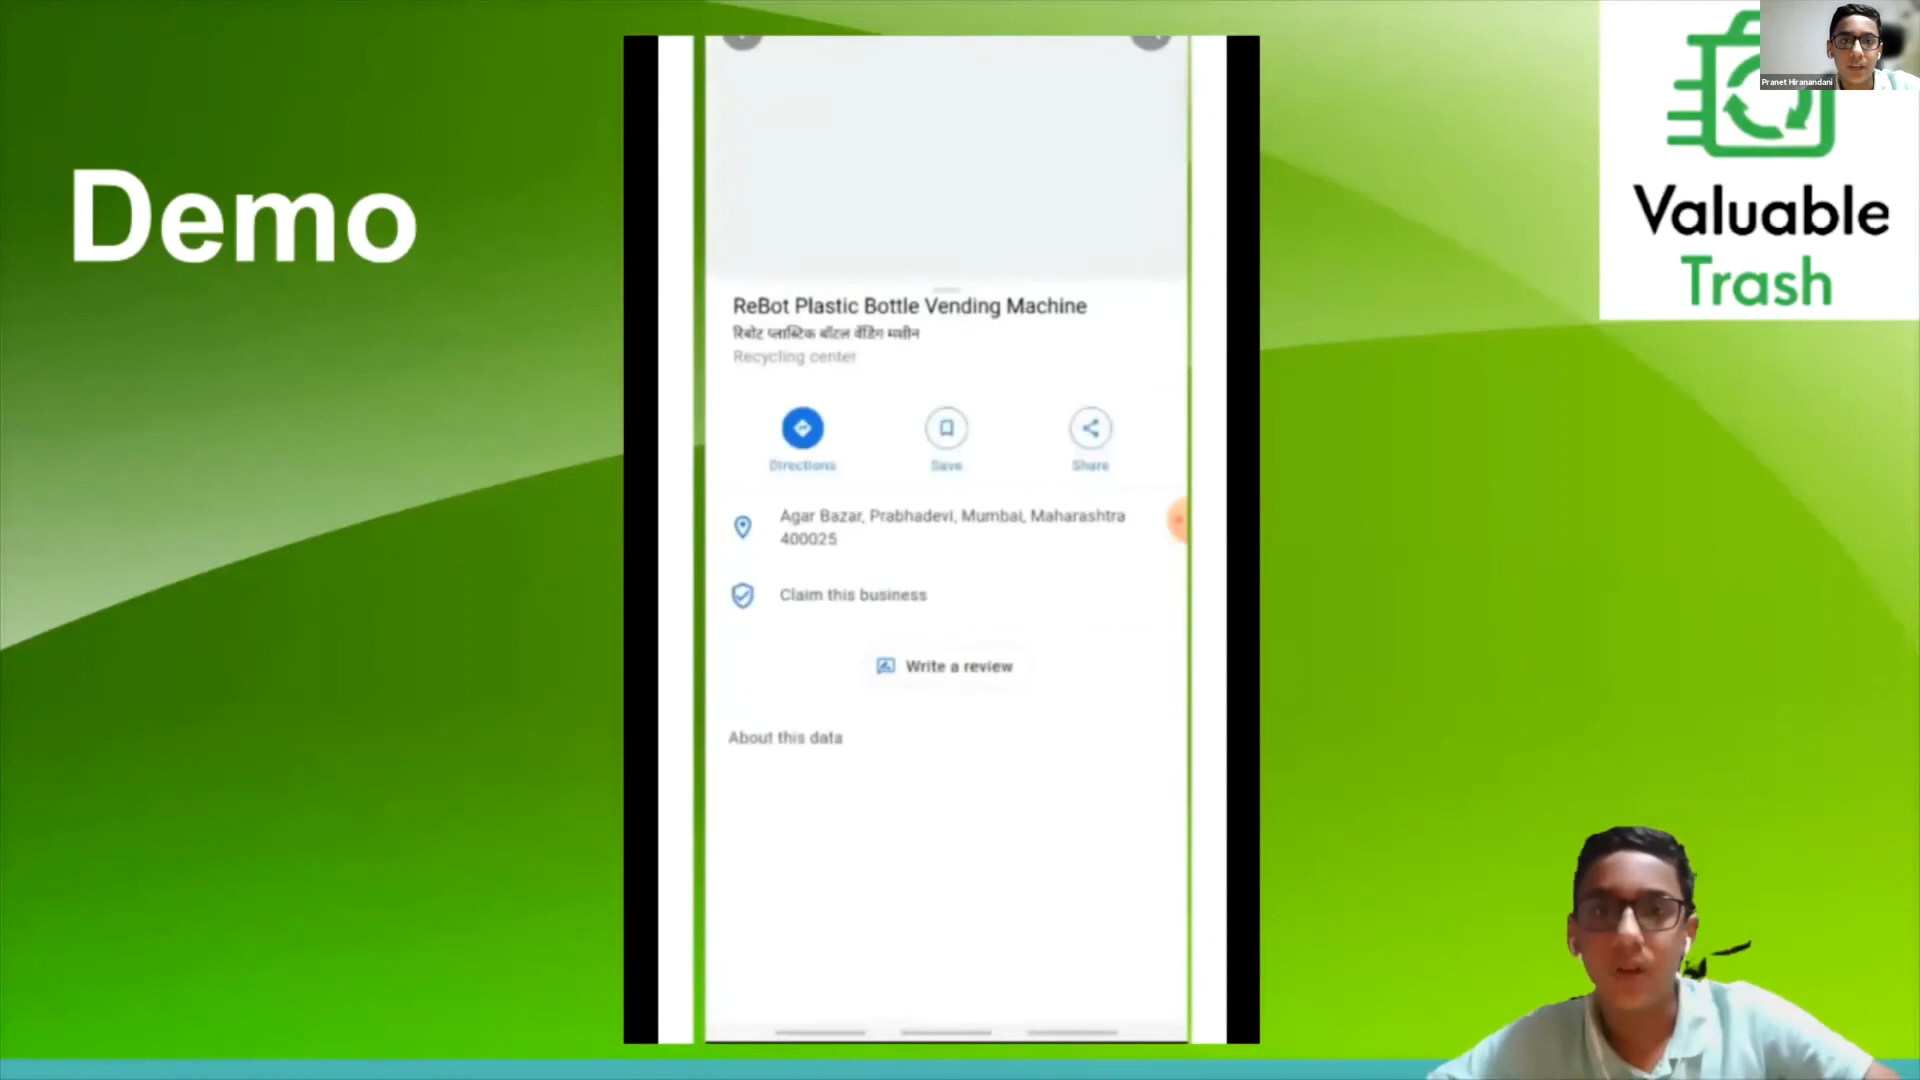 Demo
Pranet Hiranandani
Valuable
Trash
ReBot Plastic Bottle Vending Machine
रिबोट प्लास्टिक बॉटल वेंडिंग मशीन
Recycling center
Directions
Save
Share
Agar Bazar, Prabhadevi, Mumbai, Maharashtra
400025
Claim this business
Write a review
About this data